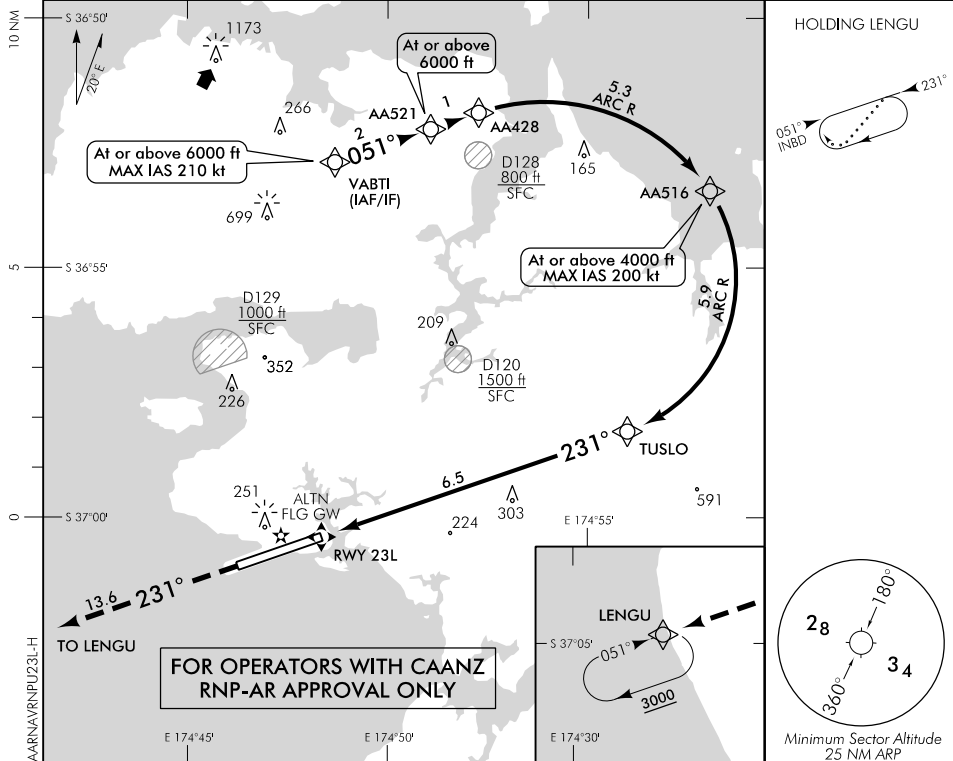 10 NM
S 36°50'
20° E
1173
At or above
6000 ft
266
AA521
1
AA428
5.3
ARC R
2
051°
At or above 6000 ft
MAX IAS 210 kt
VABTI
(IAF/IF)
D128
800 ft
SFC
165
AA516
699
5
S 36°55'
At or above 4000 ft
MAX IAS 200 kt
5.9
ARC R
D129
1000 ft
SFC
352
226
209
D120
1500 ft
SFC
231°
TUSLO
6.5
251
ALTN
FLG GW
303
591
0
S 37°00'
224
E 174°55'
RWY 23L
231°
13.6
TO LENGU
FOR OPERATORS WITH CAANZ
RNP-AR APPROVAL ONLY
E 174°45'
E 174°50'
AARNAVRNPU23L-H
LENGU
S 37°05'
051°
3000
E 174°30'
HOLDING LENGU
231°
051°
INBD
180°
28
34
360°
Minimum Sector Altitude
25 NM ARP